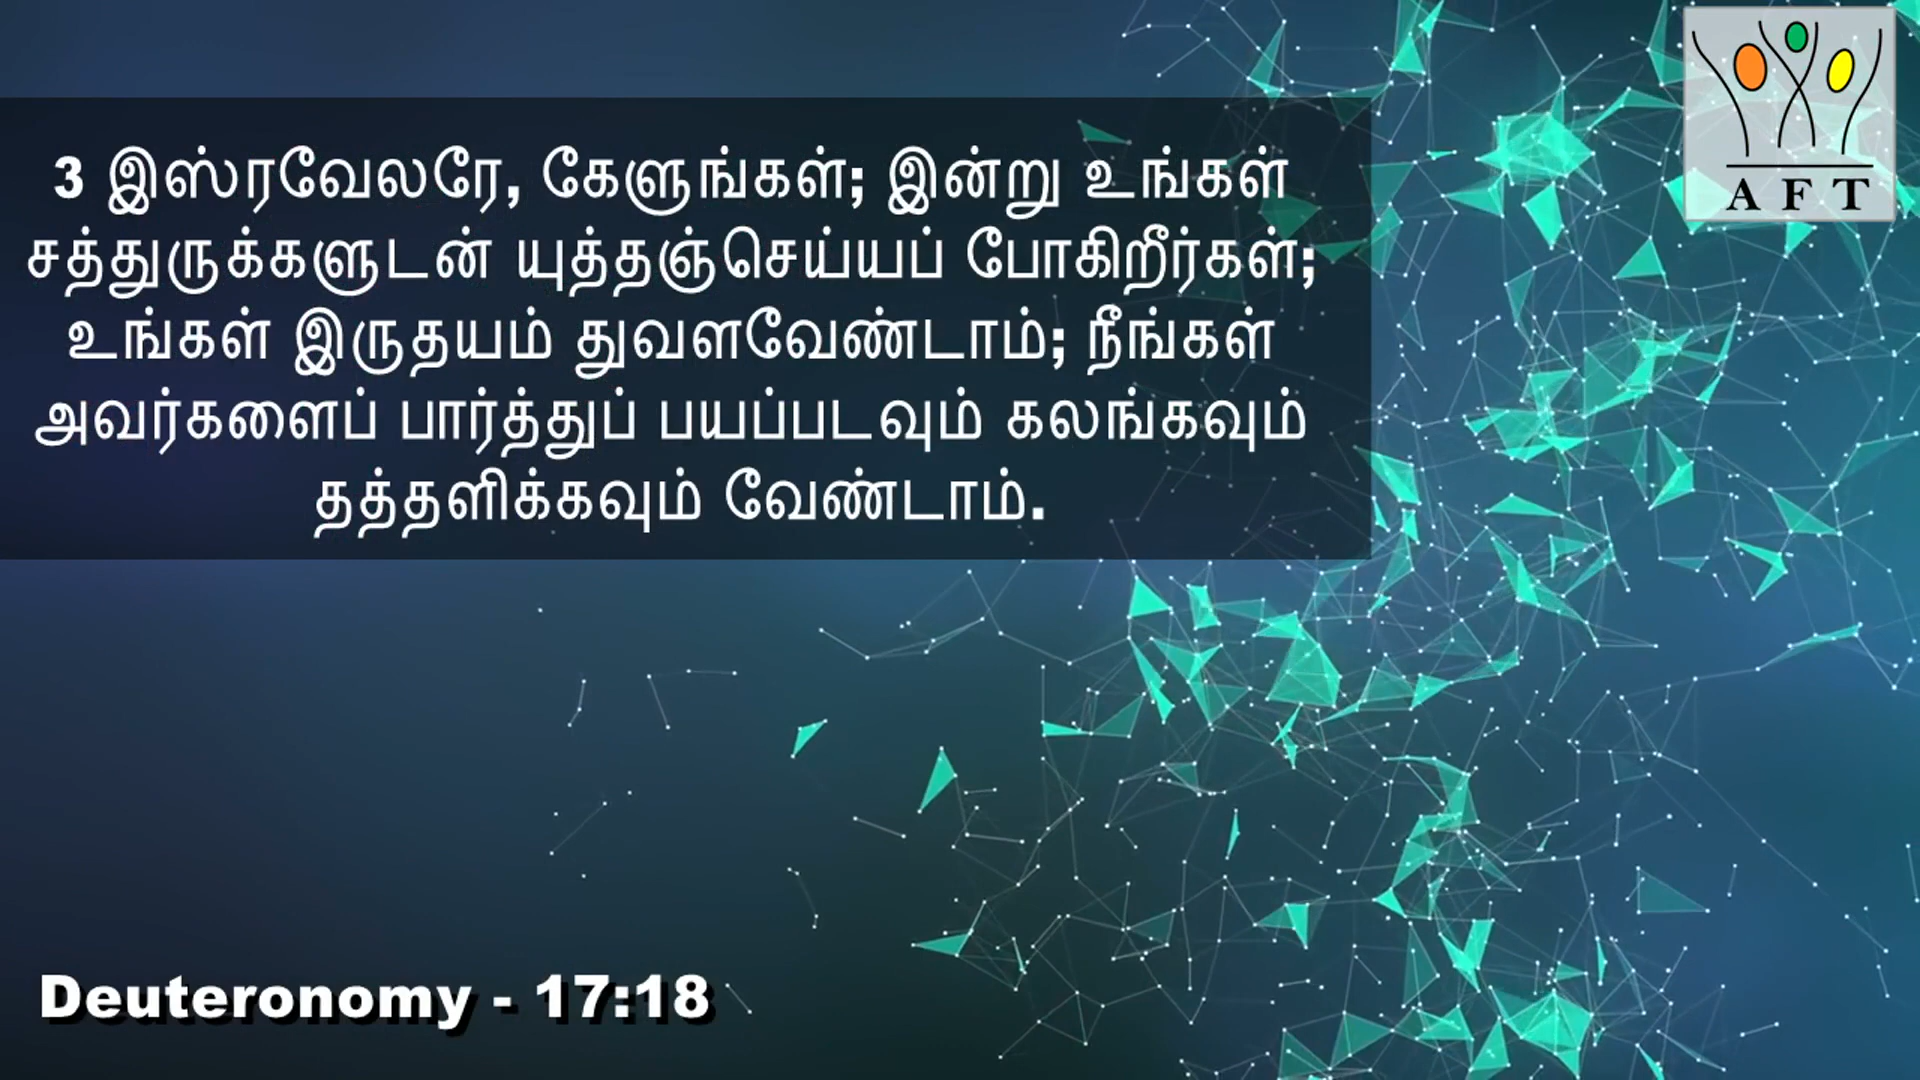 AFT
3 இஸ்ரவேலரே, கேளுங்கள்; இன்று உங்கள்
சத்துருக்களுடன் யுத்தஞ்செய்யப் போகிறீர்கள்;
உங்கள் இருதயம் துவளவேண்டாம்; நீங்கள்
அவர்களைப் பார்த்துப் பயப்படவும் கலங்கவும்
தத்தளிக்கவும் வேண்டாம்.
Deuteronomy - 17:18